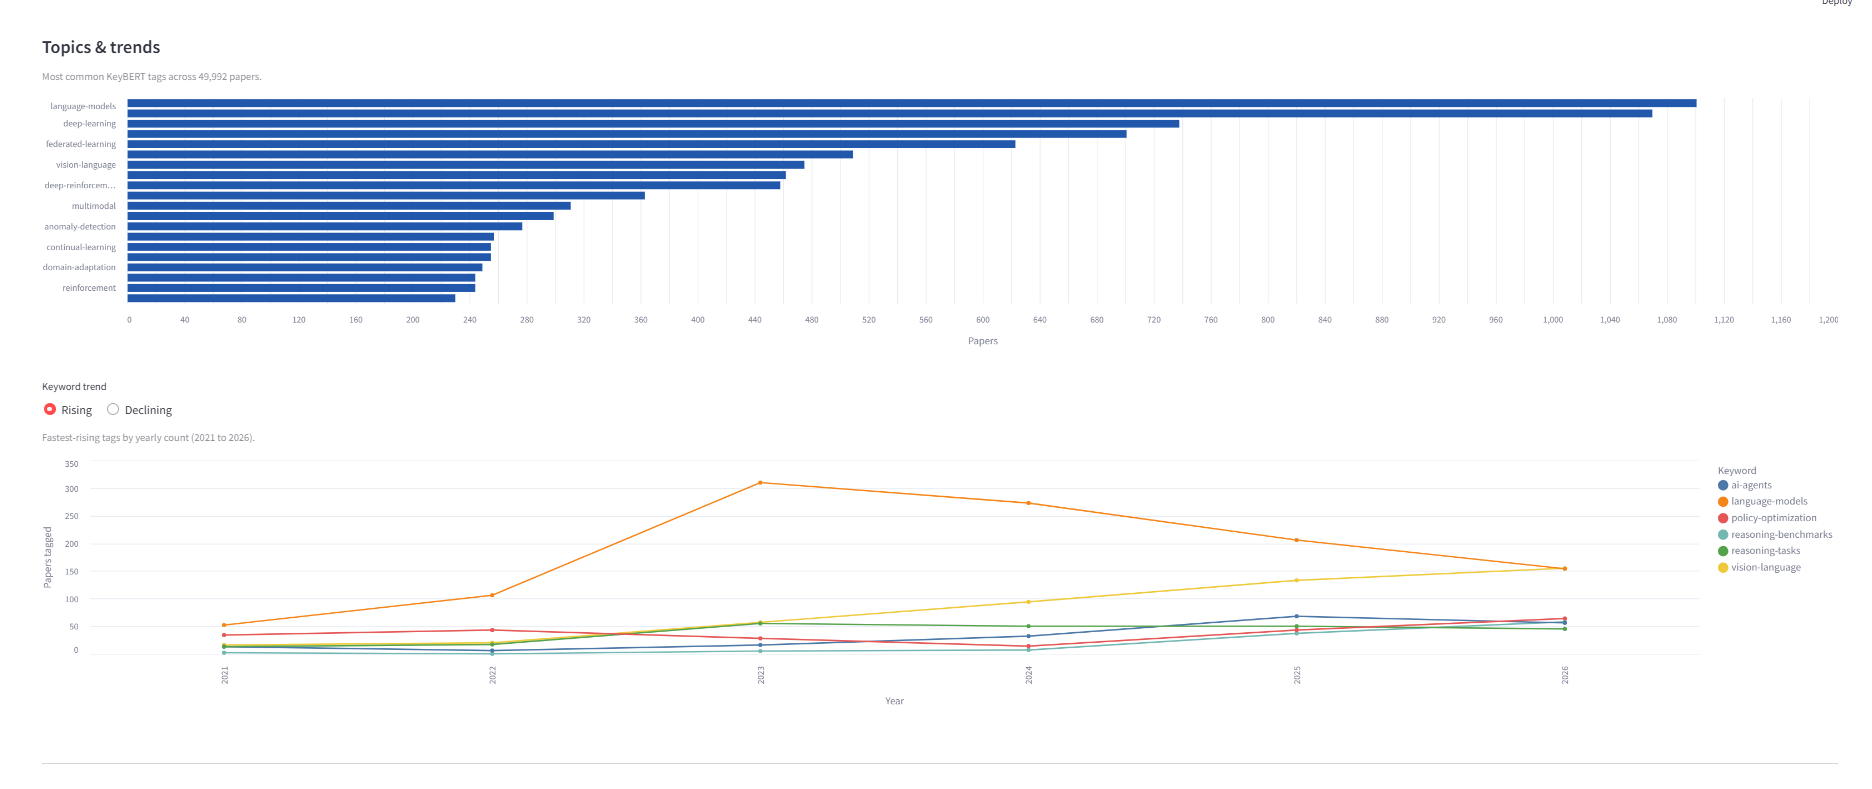 Deploy
Topics & trends
Most common KeyBERT tags across 49,992 papers.
language-models
deep-learning
federated-learning
vision-language
deep-reinforcem...
multimodal
anomaly-detection
continual-learning
domain-adaptation
reinforcement
0 40 80 120 160 200 240 280 320 360 400 440 480 520 560 600 640 680 720 760 800 840 880 920 960 1,000 1,040 1,080 1,120 1,160 1,200
Papers
Keyword trend
Rising Declining
Fastest-rising tags by yearly count (2021 to 2026).
350
300
250
200
150
100
50
0
Papers tagged
2021 2022 2023 2024 2025 2026
Year
Keyword
ai-agents
language-models
policy-optimization
reasoning-benchmarks
reasoning-tasks
vision-language